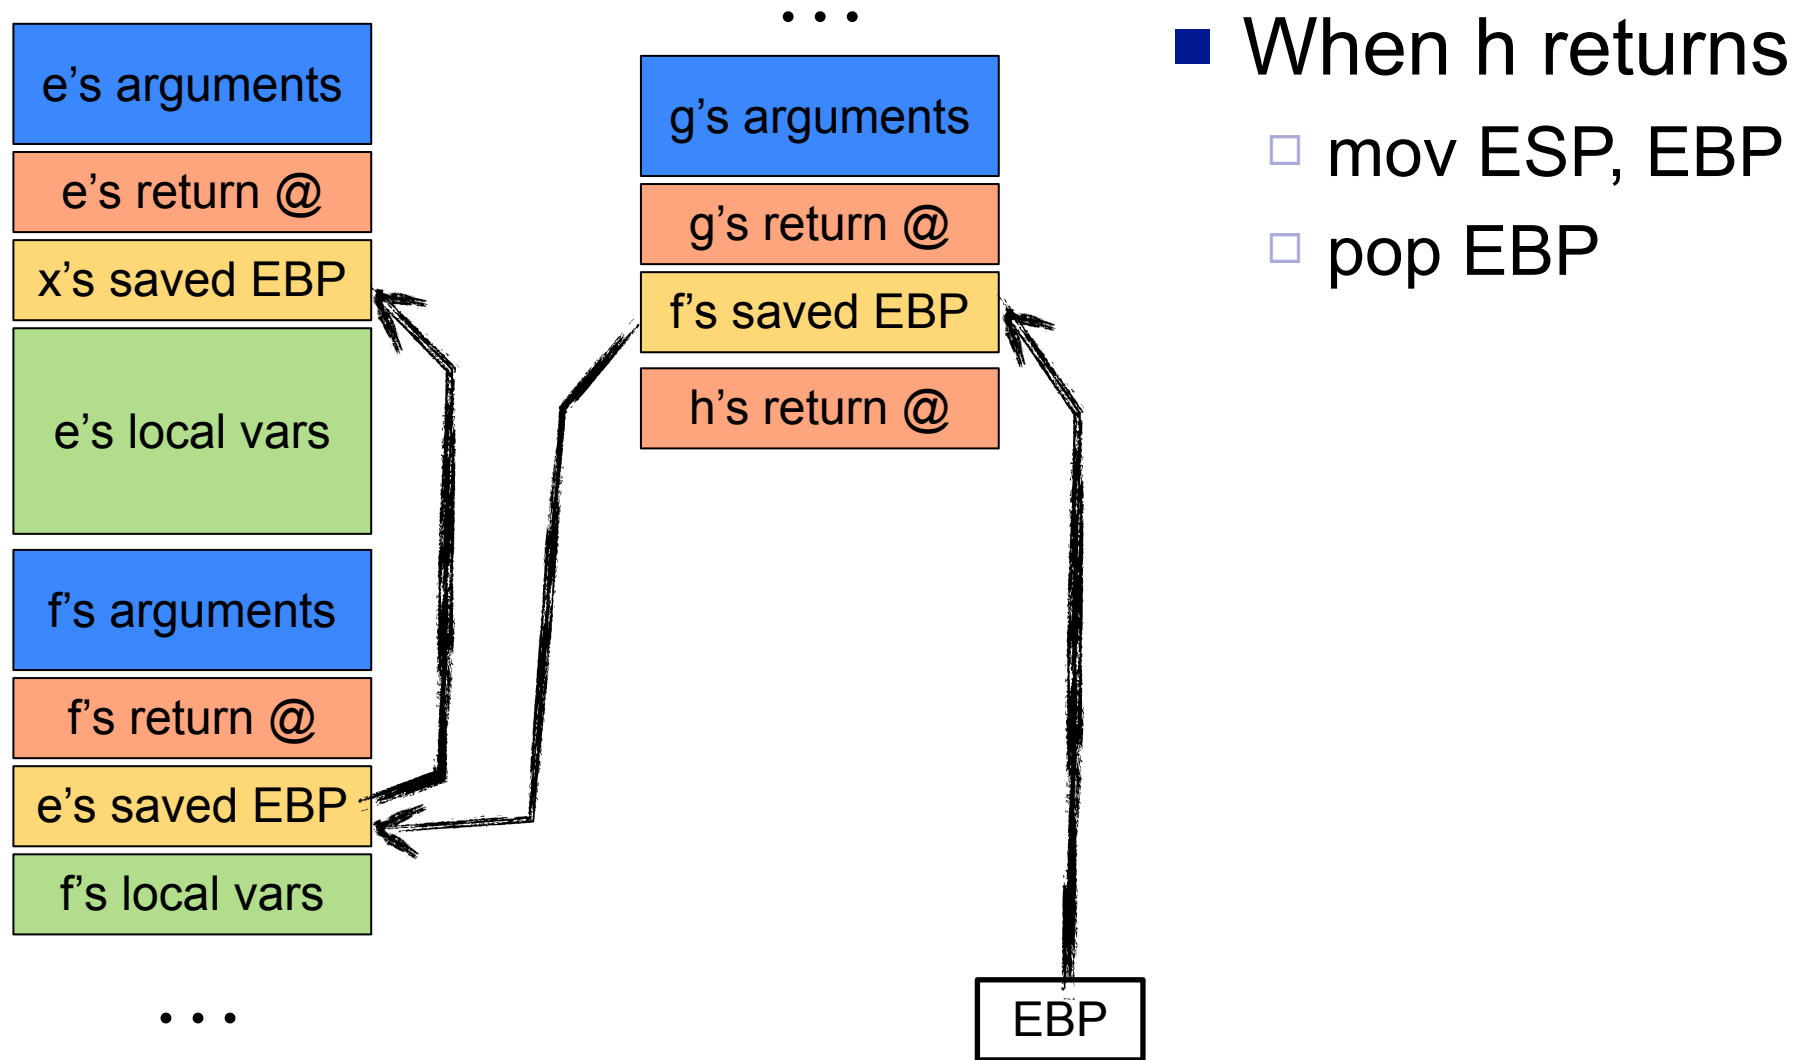 e’s arguments
e’s return @
x’s saved EBP
e’s local vars
f’s arguments
f’s return @
e’s saved EBP
f’s local vars
. . .
. . .
g’s arguments
g’s return @
f’s saved EBP
h’s return @
EBP
When h returns
mov ESP, EBP
pop EBP